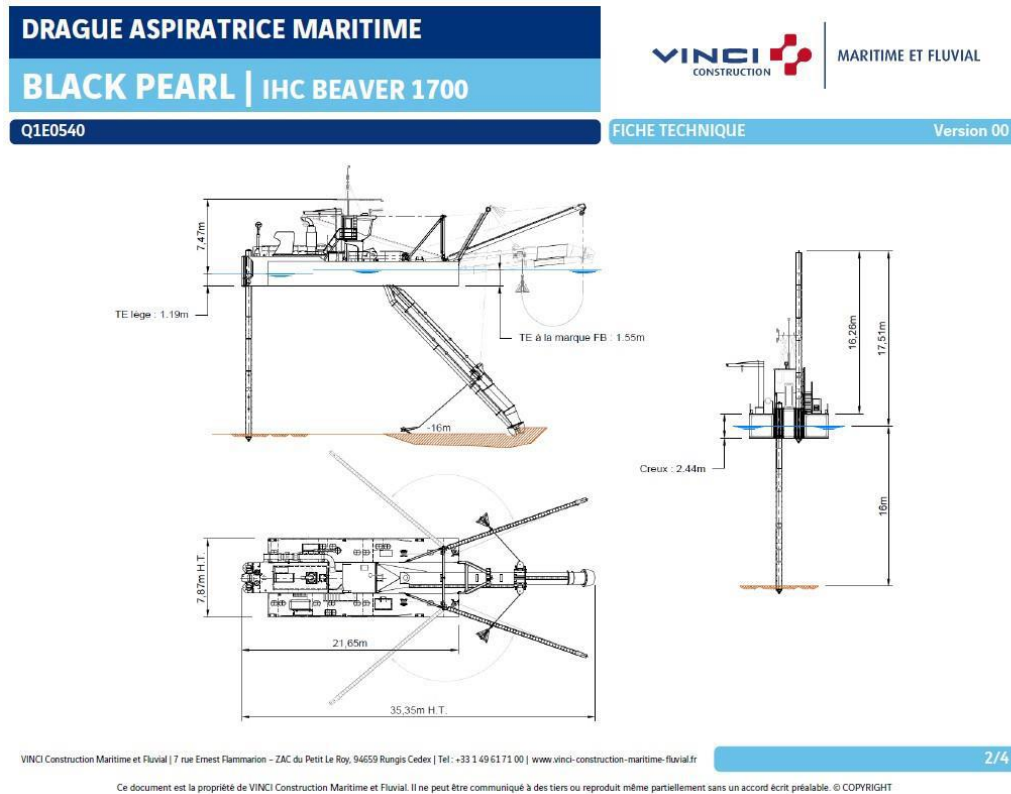 DRAGUE ASPIRATRICE MARITIME
BLACK PEARL | IHC BEAVER 1700
VINCI
CONSTRUCTION
MARITIME ET FLUVIAL
Q1E0540
FICHE TECHNIQUE
Version 00
7.47m
TE lège : 1.19m
TE à la marque FB : 1.55m
-16m
16,26m
17,51m
Creux : 2.44m
16m
7.87m H.T.
21,65m
35,35m H.T.
VINCI Construction Maritime et Fluvial | 7 rue Ernest Flammarion – ZAC du Petit Le Roy, 94659 Rungis Cedex | Tel : +33 1 49 61 71 00 | www.vinci-construction-maritime-fluvial.fr
2/4
Ce document est la propriété de VINCI Construction Maritime et Fluvial. Il ne peut être communiqué à des tiers ou reproduit même partiellement sans un accord écrit préalable. © COPYRIGHT